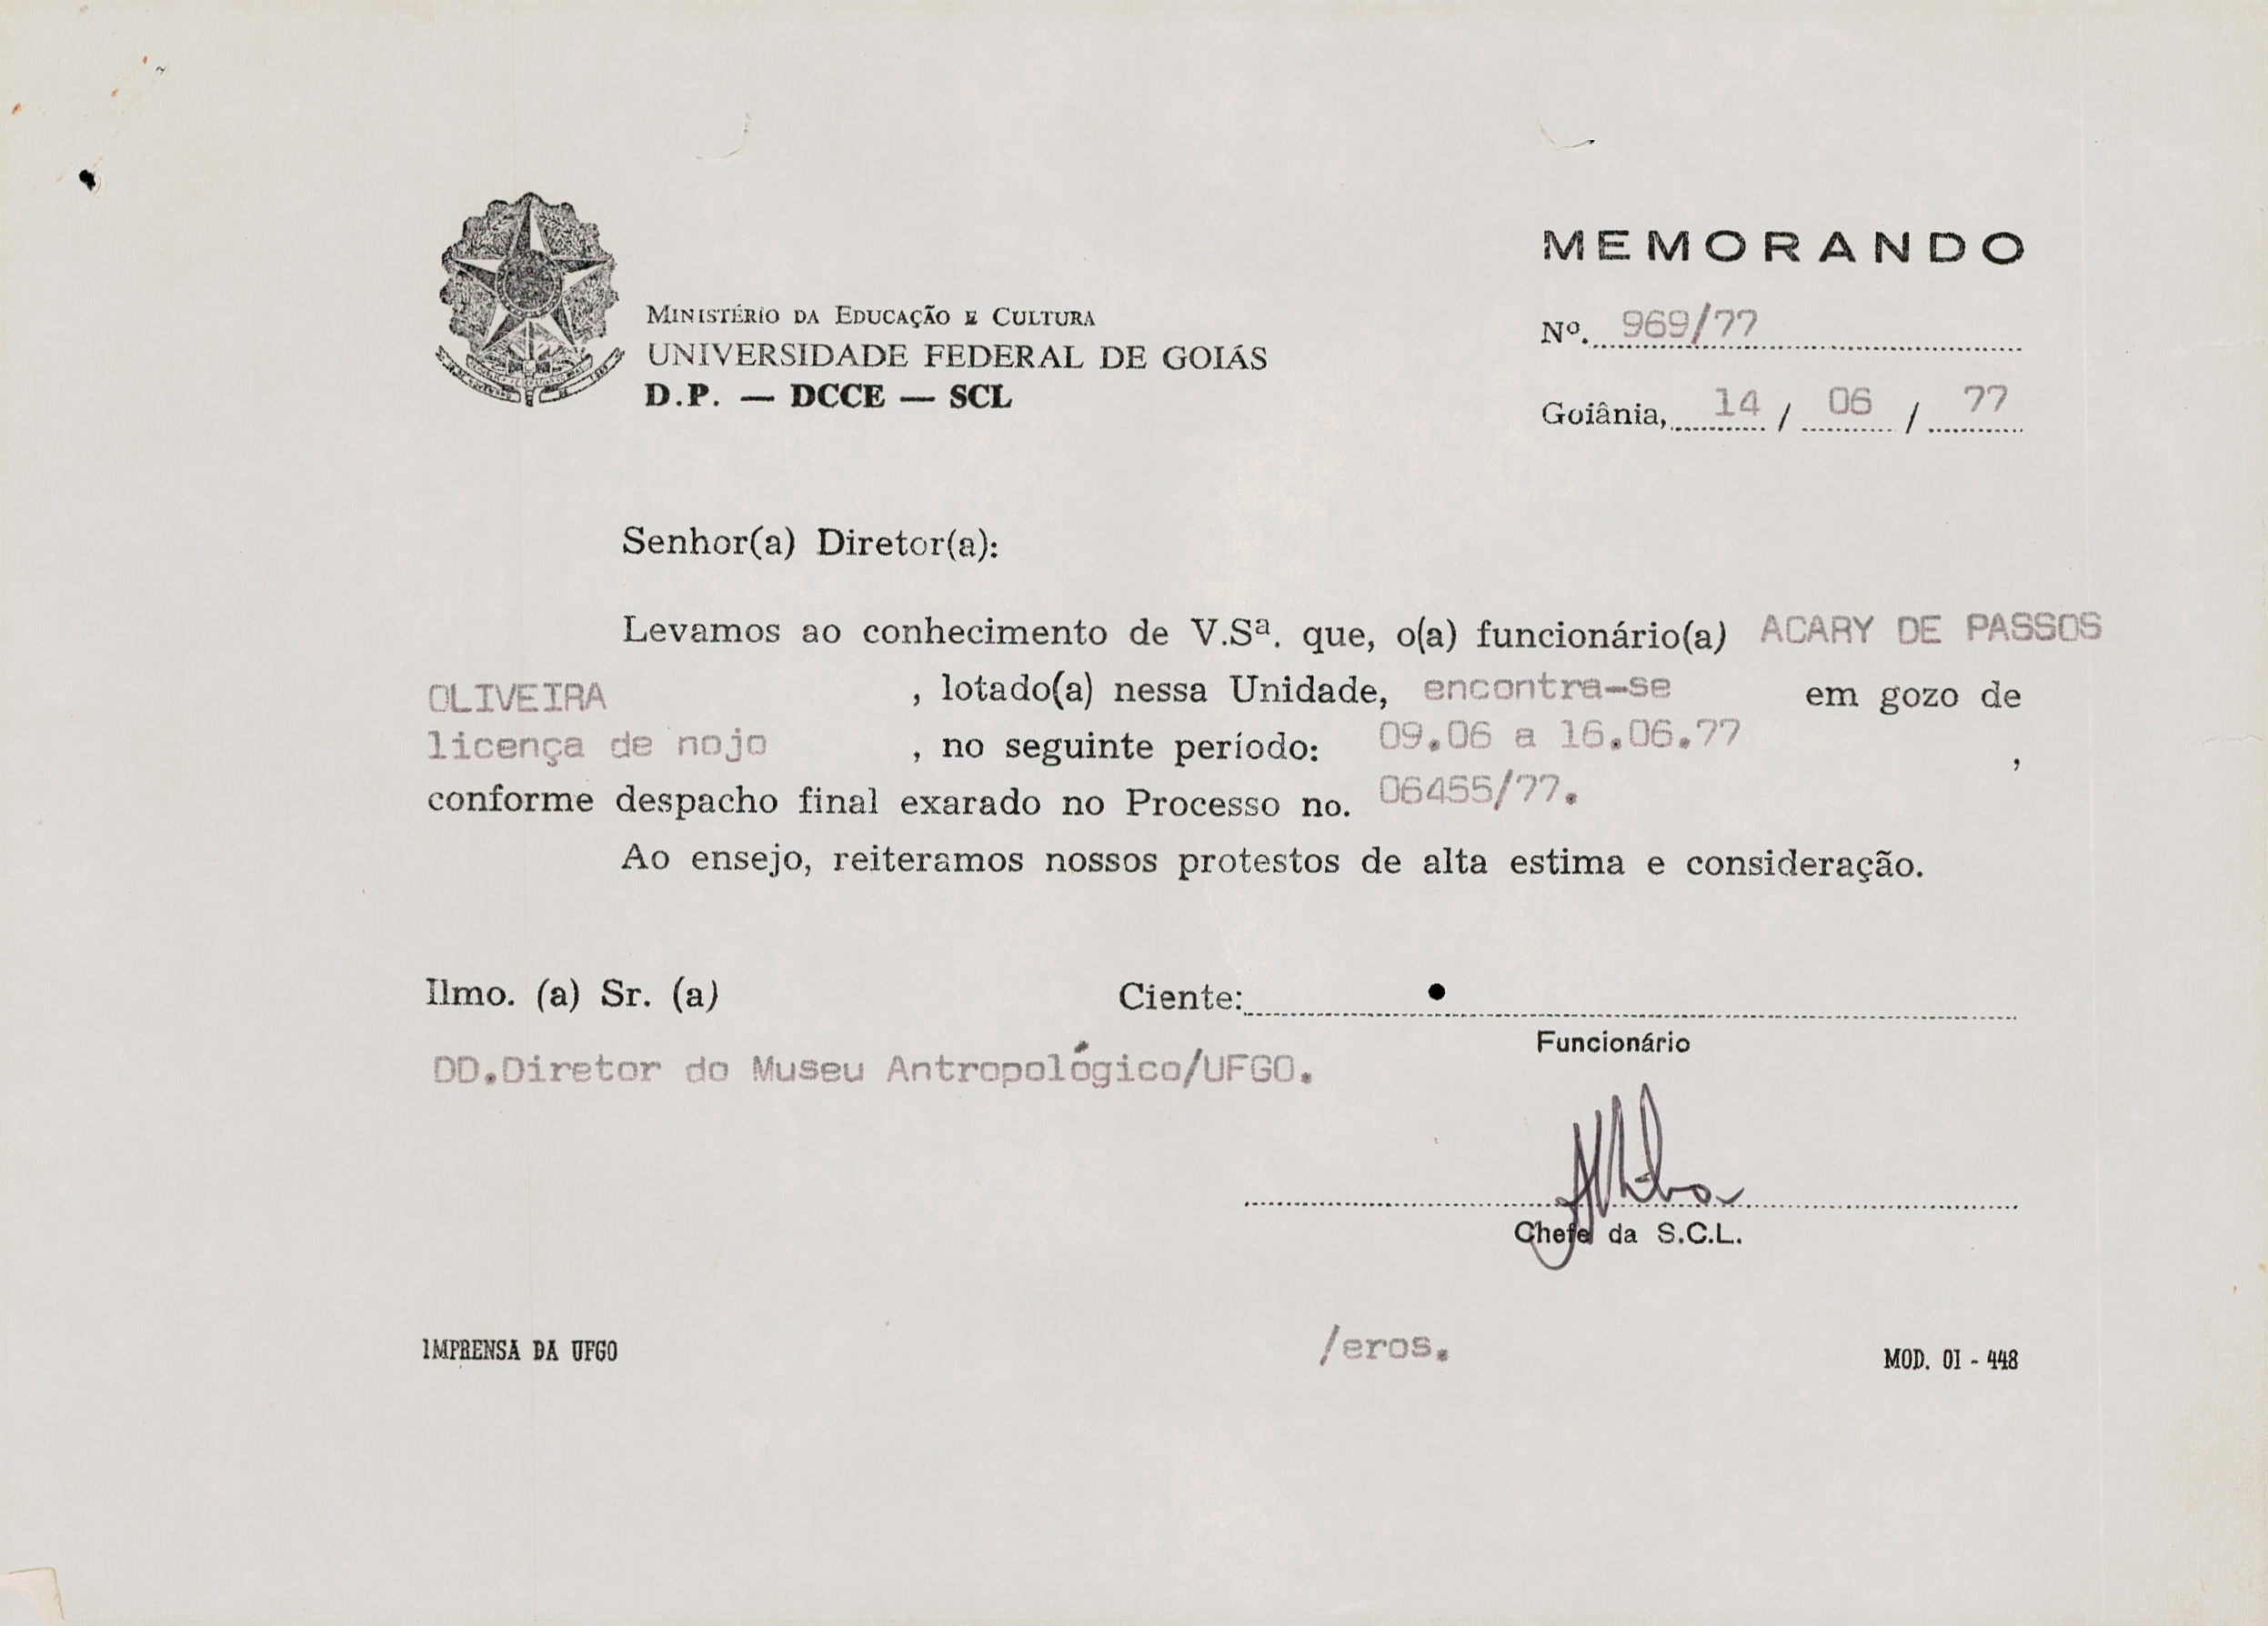 MEMORANDO
MINISTÉRIO DA EDUCAÇÃO E CULTURA
UNIVERSIDADE FEDERAL DE GOIÁS
D.P. — DCCE — SCL
Nº. 969/77
Goiânia, 14 / 06 / 77
Senhor(a) Diretor(a):
Levamos ao conhecimento de V.Sª. que, o(a) funcionário(a) ACARY DE PASSOS
OLIVEIRA , lotado(a) nessa Unidade, encontra-se em gozo de
licença de nojo , no seguinte período: 09.06 a 16.06.77 ,
conforme despacho final exarado no Processo no. 06455/77.
Ao ensejo, reiteramos nossos protestos de alta estima e consideração.
Ilmo. (a) Sr. (a) Ciente:
Funcionário
DD.Diretor do Museu Antropológico/UFGO.
Chefe da S.C.L.
IMPRENSA DA UFGO /eros. MOD. 01 - 448